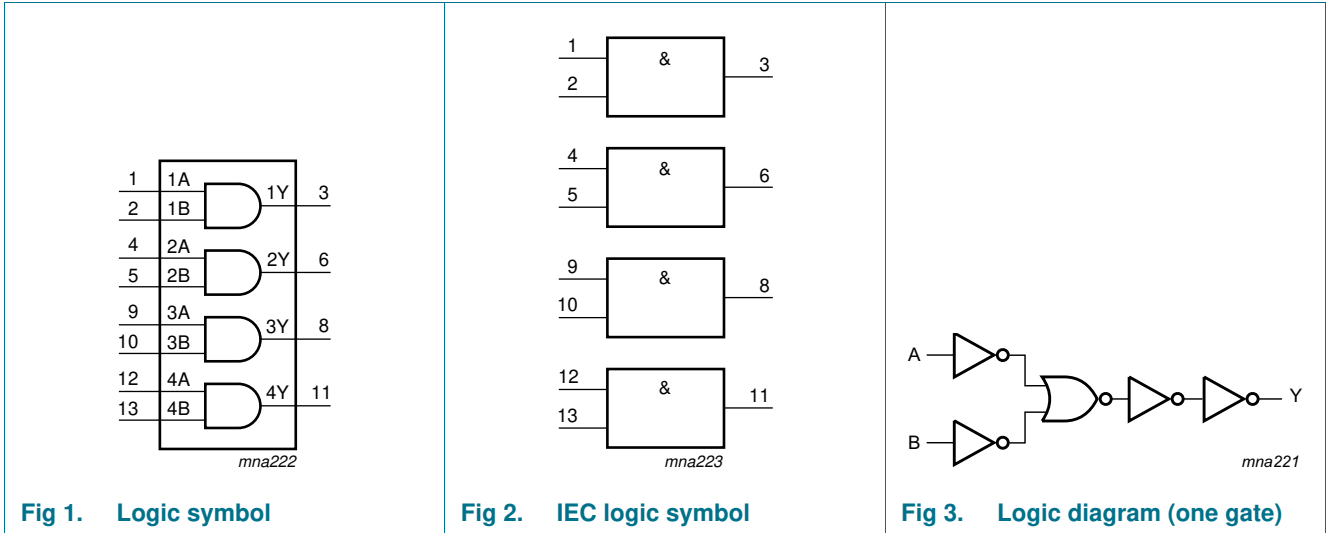 1
1A
1Y
3
2
1B
4
2A
2Y
6
5
2B
9
3A
3Y
8
10
3B
12
4A
4Y
11
13
4B
mna222
Fig 1. Logic symbol
1
&
3
2
4
&
6
5
9
&
8
10
12
&
11
13
mna223
Fig 2. IEC logic symbol
A
Y
B
mna221
Fig 3. Logic diagram (one gate)